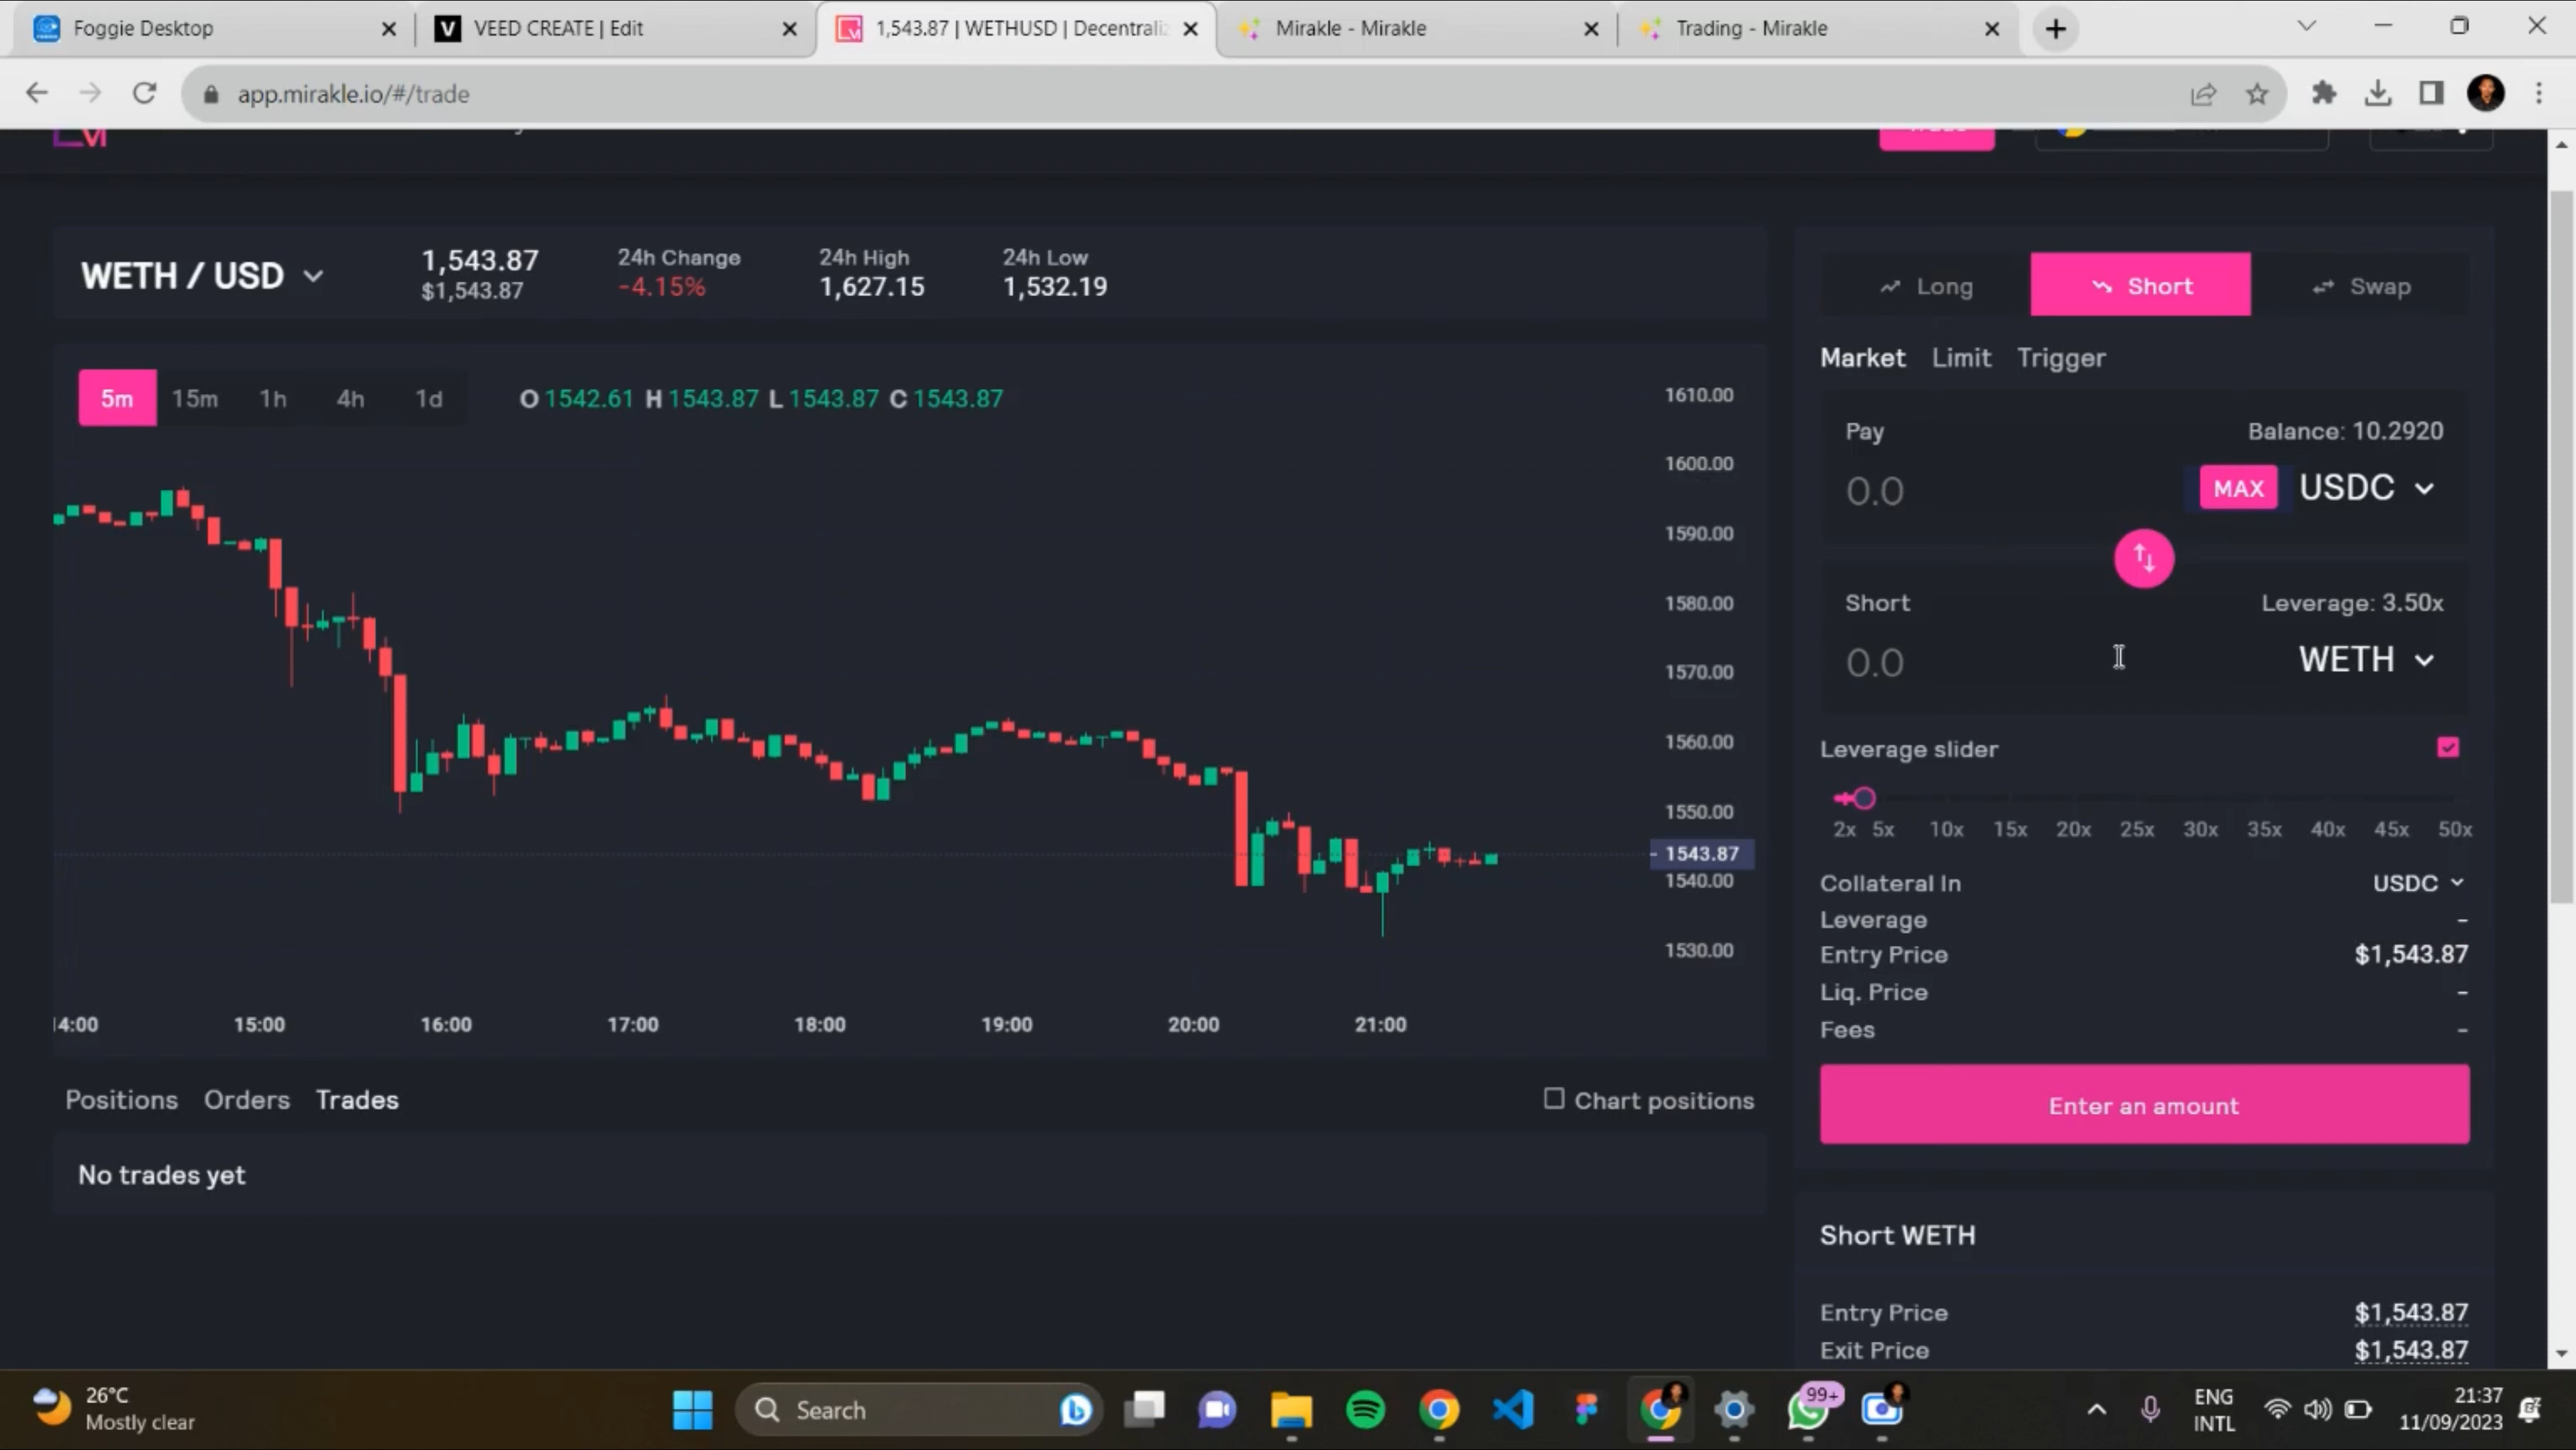 Foggie Desktop
VEED CREATE | Edit
1,543.87 | WETHUSD | Decentraliz
Mirakle - Mirakle
Trading - Mirakle
app.mirakle.io/#/trade
WETH / USD
1,543.87
$1,543.87
24h Change
-4.15%
24h High
1,627.15
24h Low
1,532.19
5m 15m 1h 4h 1d
O 1542.61 H 1543.87 L 1543.87 C 1543.87
1610.00
1600.00
1590.00
1580.00
1570.00
1560.00
1550.00
1543.87
1540.00
1530.00
14:00 15:00 16:00 17:00 18:00 19:00 20:00 21:00
Positions Orders Trades
Chart positions
No trades yet
Long Short Swap
Market Limit Trigger
Pay
Balance: 10.2920
0.0
MAX USDC
Short
Leverage: 3.50x
0.0
WETH
Leverage slider
2x 5x 10x 15x 20x 25x 30x 35x 40x 45x 50x
Collateral In USDC
Leverage -
Entry Price $1,543.87
Liq. Price -
Fees -
Enter an amount
Short WETH
Entry Price $1,543.87
Exit Price $1,543.87
26°C
Mostly clear
Search
99+
ENG
INTL
21:37
11/09/2023